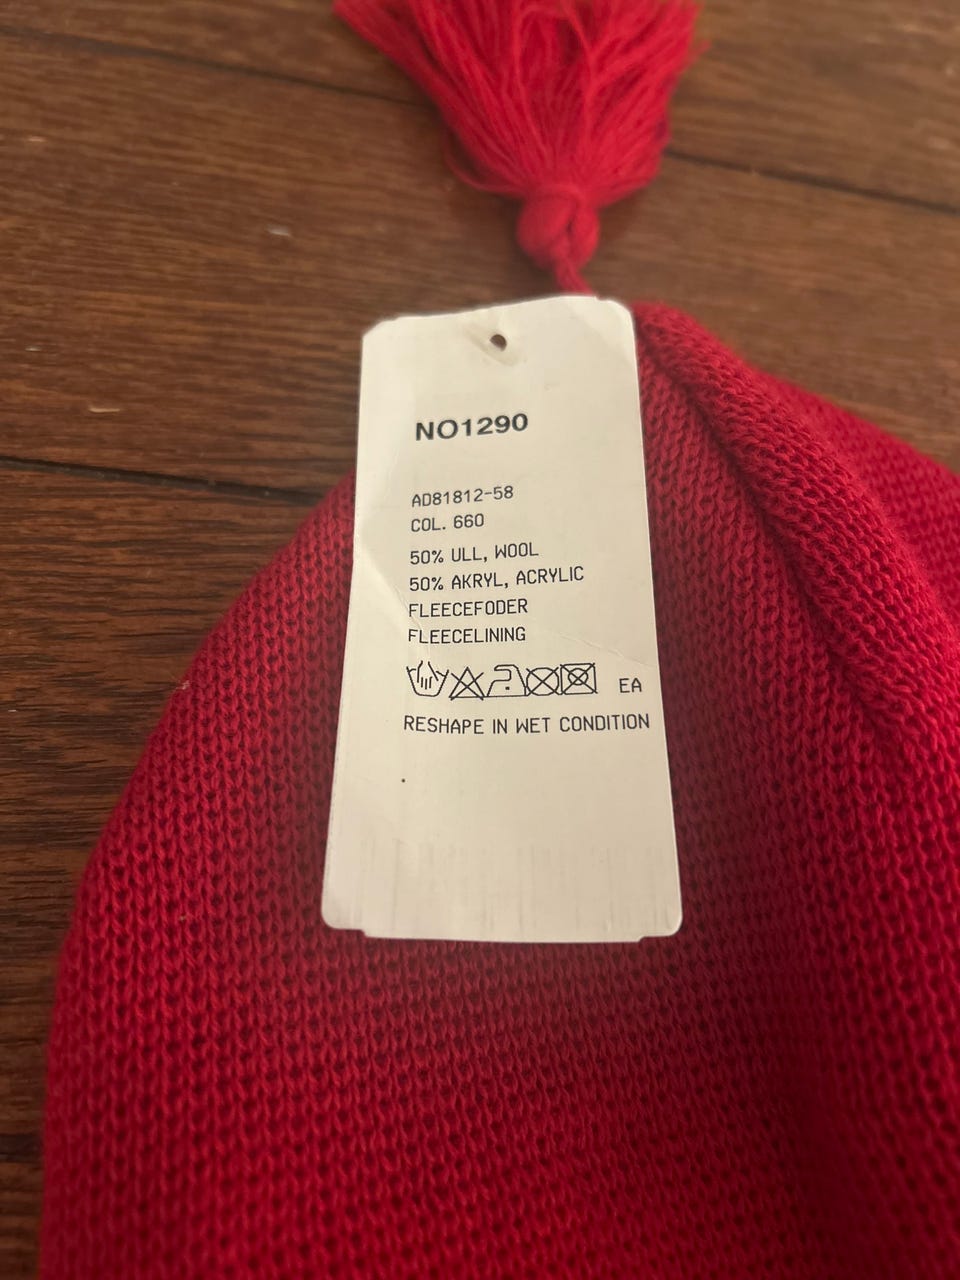 NO1290
AD81812-58
COL. 660
50% ULL, WOOL
50% AKRYL, ACRYLIC
FLEECEFODER
FLEECELINING
EA
RESHAPE IN WET CONDITION